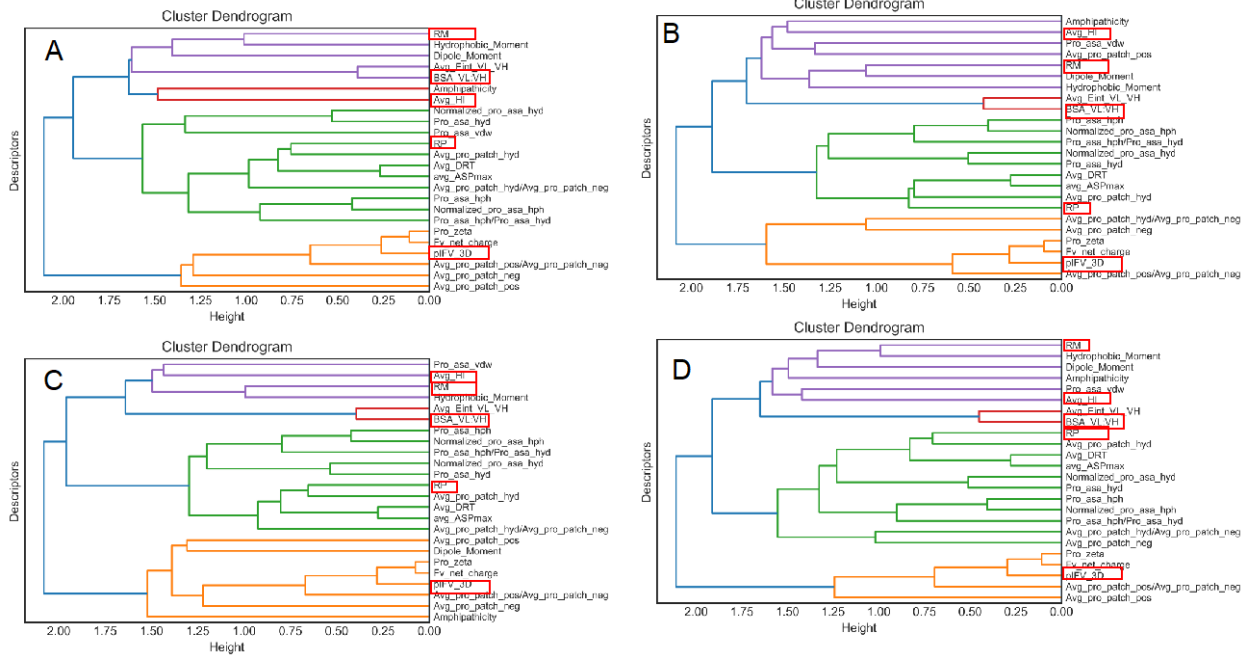 Cluster Dendrogram
A
RM
Hydrophobic_Moment
Dipole_Moment
Avg_Eint_VL_VH
BSA_VL:VH
Amphipathicity
Avg_HI
Normalized_pro_asa_hyd
Pro_asa_hyd
Pro_asa_vdw
RP
Avg_pro_patch_hyd
Avg_DRT
avg_ASPmax
Avg_pro_patch_hyd/Avg_pro_patch_neg
Pro_asa_hph
Normalized_pro_asa_hph
Pro_asa_hph/Pro_asa_hyd
Pro_zeta
Fv_net_charge
pIFV_3D
Avg_pro_patch_pos/Avg_pro_patch_neg
Avg_pro_patch_neg
Avg_pro_patch_pos
Descriptors
2.00 1.75 1.50 1.25 1.00 0.75 0.50 0.25 0.00
Height
Cluster Dendrogram
B
Amphipathicity
Avg_HI
Pro_asa_vdw
Avg_pro_patch_pos
RM
Dipole_Moment
Hydrophobic_Moment
Avg_Eint_VL_VH
BSA_VL:VH
Pro_asa_hph
Normalized_pro_asa_hph
Pro_asa_hph/Pro_asa_hyd
Normalized_pro_asa_hyd
Pro_asa_hyd
Avg_DRT
avg_ASPmax
Avg_pro_patch_hyd
RP
Avg_pro_patch_hyd/Avg_pro_patch_neg
Avg_pro_patch_neg
Pro_zeta
Fv_net_charge
pIFV_3D
Avg_pro_patch_pos/Avg_pro_patch_neg
Descriptors
2.00 1.75 1.50 1.25 1.00 0.75 0.50 0.25 0.00
Height
Cluster Dendrogram
C
Pro_asa_vdw
Avg_HI
RM
Hydrophobic_Moment
Avg_Eint_VL_VH
BSA_VL:VH
Pro_asa_hph
Normalized_pro_asa_hph
Pro_asa_hph/Pro_asa_hyd
Normalized_pro_asa_hyd
Pro_asa_hyd
RP
Avg_pro_patch_hyd
Avg_DRT
avg_ASPmax
Avg_pro_patch_hyd/Avg_pro_patch_neg
Avg_pro_patch_pos
Dipole_Moment
Pro_zeta
Fv_net_charge
pIFV_3D
Avg_pro_patch_pos/Avg_pro_patch_neg
Avg_pro_patch_neg
Amphipathicity
Descriptors
2.00 1.75 1.50 1.25 1.00 0.75 0.50 0.25 0.00
Height
Cluster Dendrogram
D
RM
Hydrophobic_Moment
Dipole_Moment
Amphipathicity
Pro_asa_vdw
Avg_HI
Avg_Eint_VL_VH
BSA_VL:VH
RP
Avg_pro_patch_hyd
Avg_DRT
avg_ASPmax
Normalized_pro_asa_hyd
Pro_asa_hyd
Pro_asa_hph
Normalized_pro_asa_hph
Pro_asa_hph/Pro_asa_hyd
Avg_pro_patch_hyd/Avg_pro_patch_neg
Avg_pro_patch_neg
Pro_zeta
Fv_net_charge
pIFV_3D
Avg_pro_patch_pos/Avg_pro_patch_neg
Avg_pro_patch_pos
Descriptors
2.00 1.75 1.50 1.25 1.00 0.75 0.50 0.25 0.00
Height